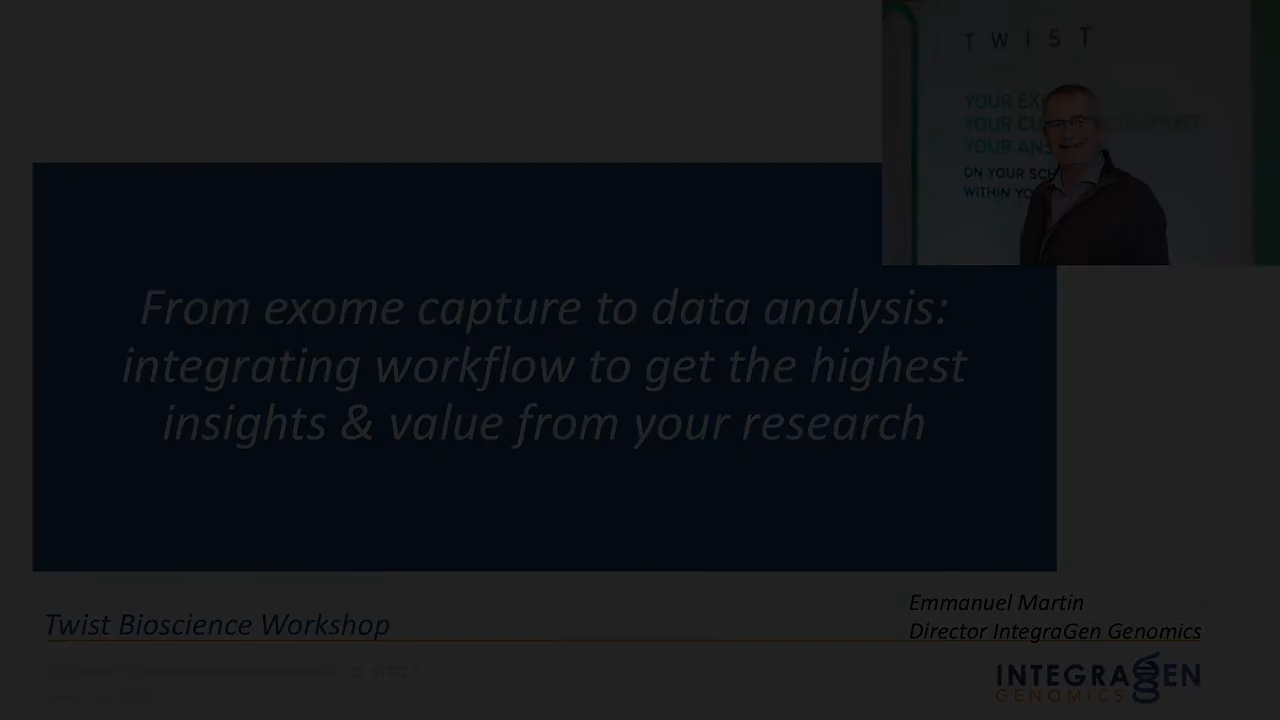 TWIST
YOUR EX
YOUR CU CONTENT
YOUR ANS
ON YOUR SCH
WITHIN YO
From exome capture to data analysis:
integrating workflow to get the highest
insights & value from your research
Emmanuel Martin
Twist Bioscience Workshop
Director IntegraGen Genomics
INTEGRAGEN
GENOMICS